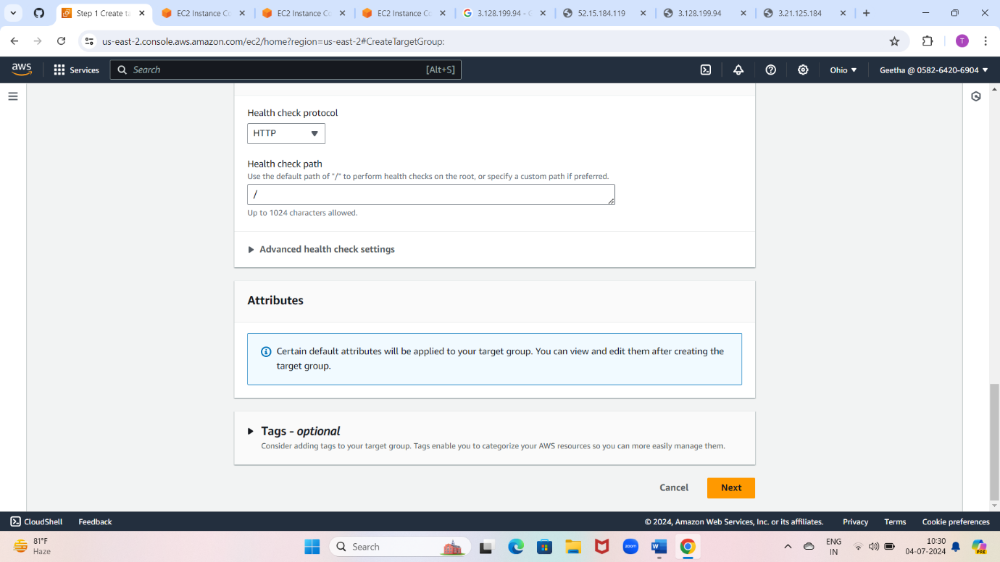 Step 1 Create ta
EC2 Instance Co
EC2 Instance Co
EC2 Instance Co
3.128.199.94 - G
52.15.184.119
3.128.199.94
3.21.125.184
us-east-2.console.aws.amazon.com/ec2/home?region=us-east-2#CreateTargetGroup:
T
aws
Services
Search
[Alt+S]
Ohio
Geetha @ 0582-6420-6904
Health check protocol
HTTP
Health check path
Use the default path of "/" to perform health checks on the root, or specify a custom path if preferred.
/
Up to 1024 characters allowed.
Advanced health check settings
Attributes
Certain default attributes will be applied to your target group. You can view and edit them after creating the
target group.
Tags - optional
Consider adding tags to your target group. Tags enable you to categorize your AWS resources so you can more easily manage them.
Cancel
Next
CloudShell
Feedback
© 2024, Amazon Web Services, Inc. or its affiliates.
Privacy
Terms
Cookie preferences
81°F
Haze
Search
zoom
W
ENG
IN
10:30
04-07-2024
PRE